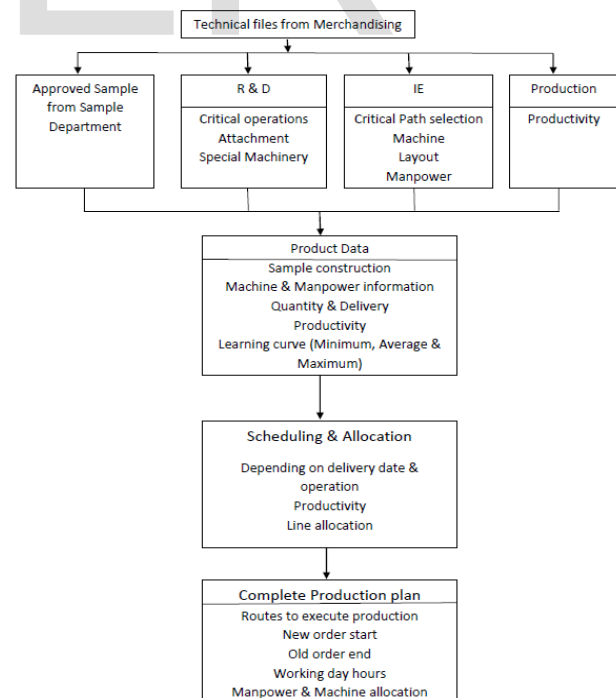 Technical files from Merchandising
Approved Sample
from Sample
Department
R & D
Critical operations
Attachment
Special Machinery
IE
Critical Path selection
Machine
Layout
Manpower
Production
Productivity
Product Data
Sample construction
Machine & Manpower information
Quantity & Delivery
Productivity
Learning curve (Minimum, Average &
Maximum)
Scheduling & Allocation
Depending on delivery date &
operation
Productivity
Line allocation
Complete Production plan
Routes to execute production
New order start
Old order end
Working day hours
Manpower & Machine allocation